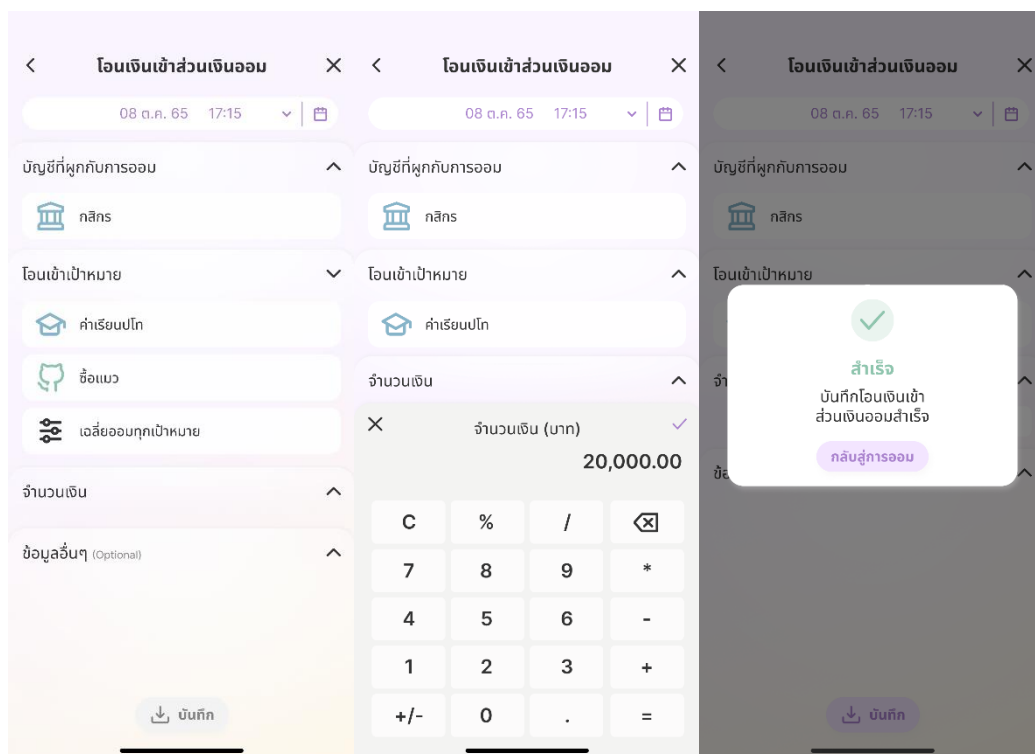 โอนเงินเข้าส่วนเงินออม
08 ต.ค. 65 17:15
บัญชีที่ผูกกับการออม
กสิกร
โอนเข้าเป้าหมาย
ค่าเรียนปโท
ซื้อแมว
เฉลี่ยออมทุกเป้าหมาย
จำนวนเงิน
ข้อมูลอื่นๆ (Optional)
บันทึก
โอนเงินเข้าส่วนเงินออม
08 ต.ค. 65 17:15
บัญชีที่ผูกกับการออม
กสิกร
โอนเข้าเป้าหมาย
ค่าเรียนปโท
จำนวนเงิน
จำนวนเงิน (บาท)
20,000.00
C % /
7 8 9 *
4 5 6 -
1 2 3 +
+/- 0 . =
โอนเงินเข้าส่วนเงินออม
08 ต.ค. 65 17:15
บัญชีที่ผูกกับการออม
กสิกร
โอนเข้าเป้าหมาย
สำเร็จ
บันทึกโอนเงินเข้า
ส่วนเงินออมสำเร็จ
กลับสู่การออม
บันทึก